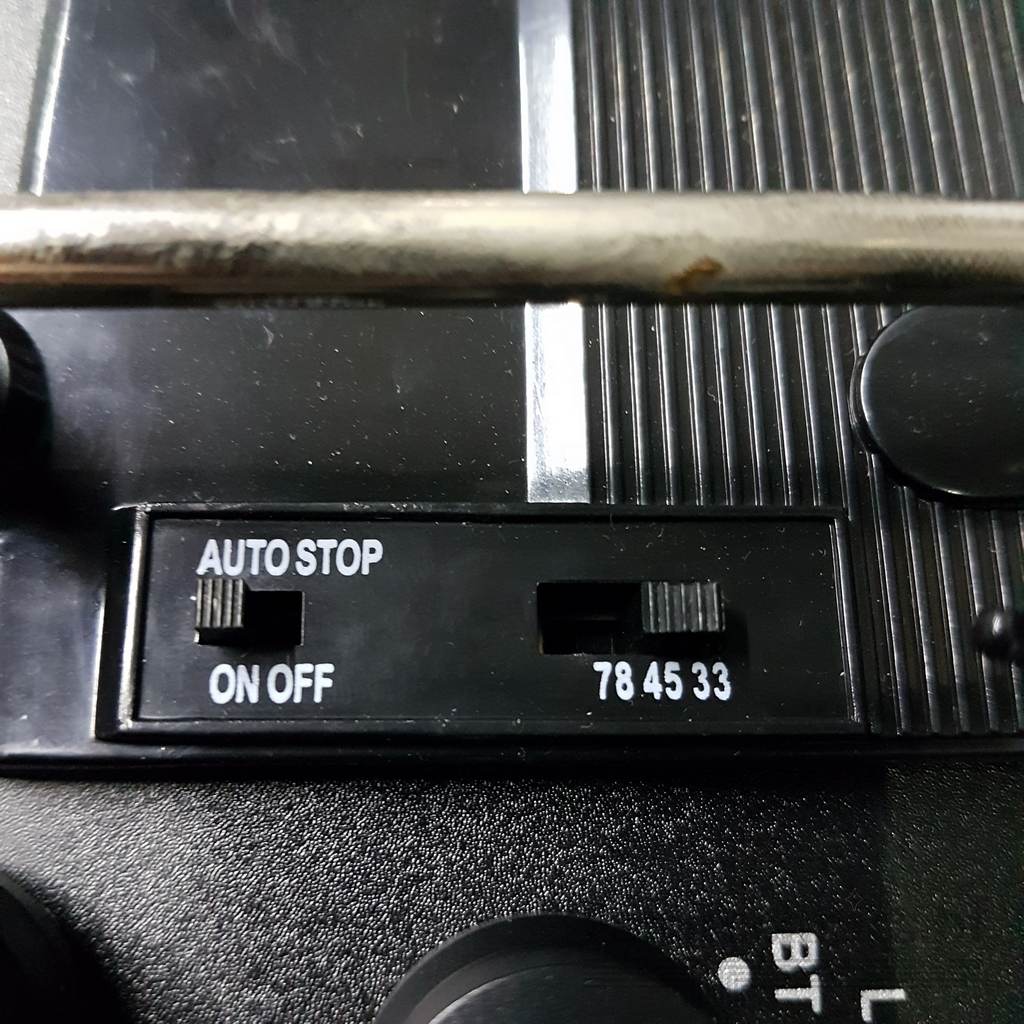 AUTO STOP
ON OFF
78 45 33
BT
L